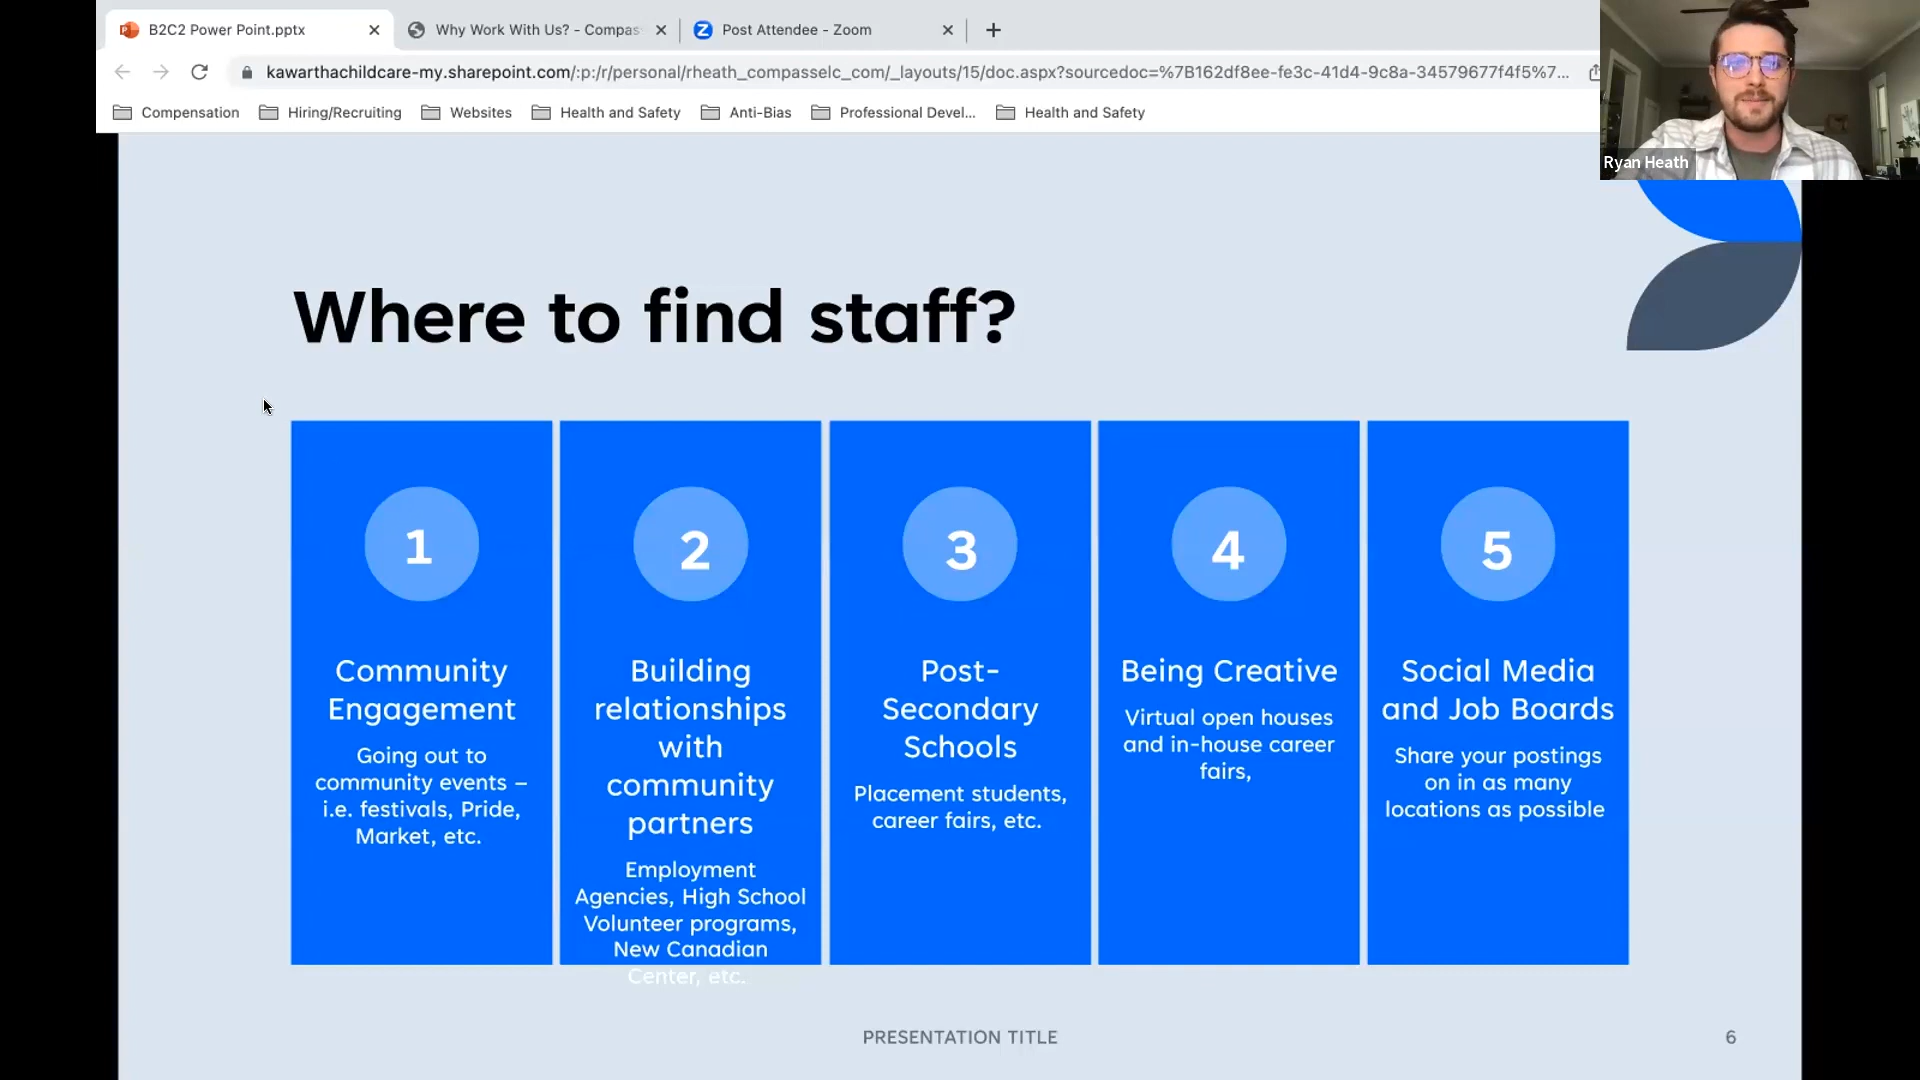 B2C2 Power Point.pptx
Why Work With Us? - Compas
Post Attendee - Zoom
kawarthachildcare-my.sharepoint.com/:p:/r/personal/rheath_compasselc_com/_layouts/15/doc.aspx?sourcedoc=%7B162df8ee-fe3c-41d4-9c8a-34579677f4f5%7...
Compensation
Hiring/Recruiting
Websites
Health and Safety
Anti-Bias
Professional Devel...
Health and Safety
Ryan Heath
Where to find staff?
1
Community
Engagement
Going out to
community events –
i.e. festivals, Pride,
Market, etc.
2
Building
relationships
with
community
partners
Employment
Agencies, High School
Volunteer programs,
New Canadian
Center, etc.
3
Post-
Secondary
Schools
Placement students,
career fairs, etc.
4
Being Creative
Virtual open houses
and in-house career
fairs,
5
Social Media
and Job Boards
Share your postings
on in as many
locations as possible
PRESENTATION TITLE
6